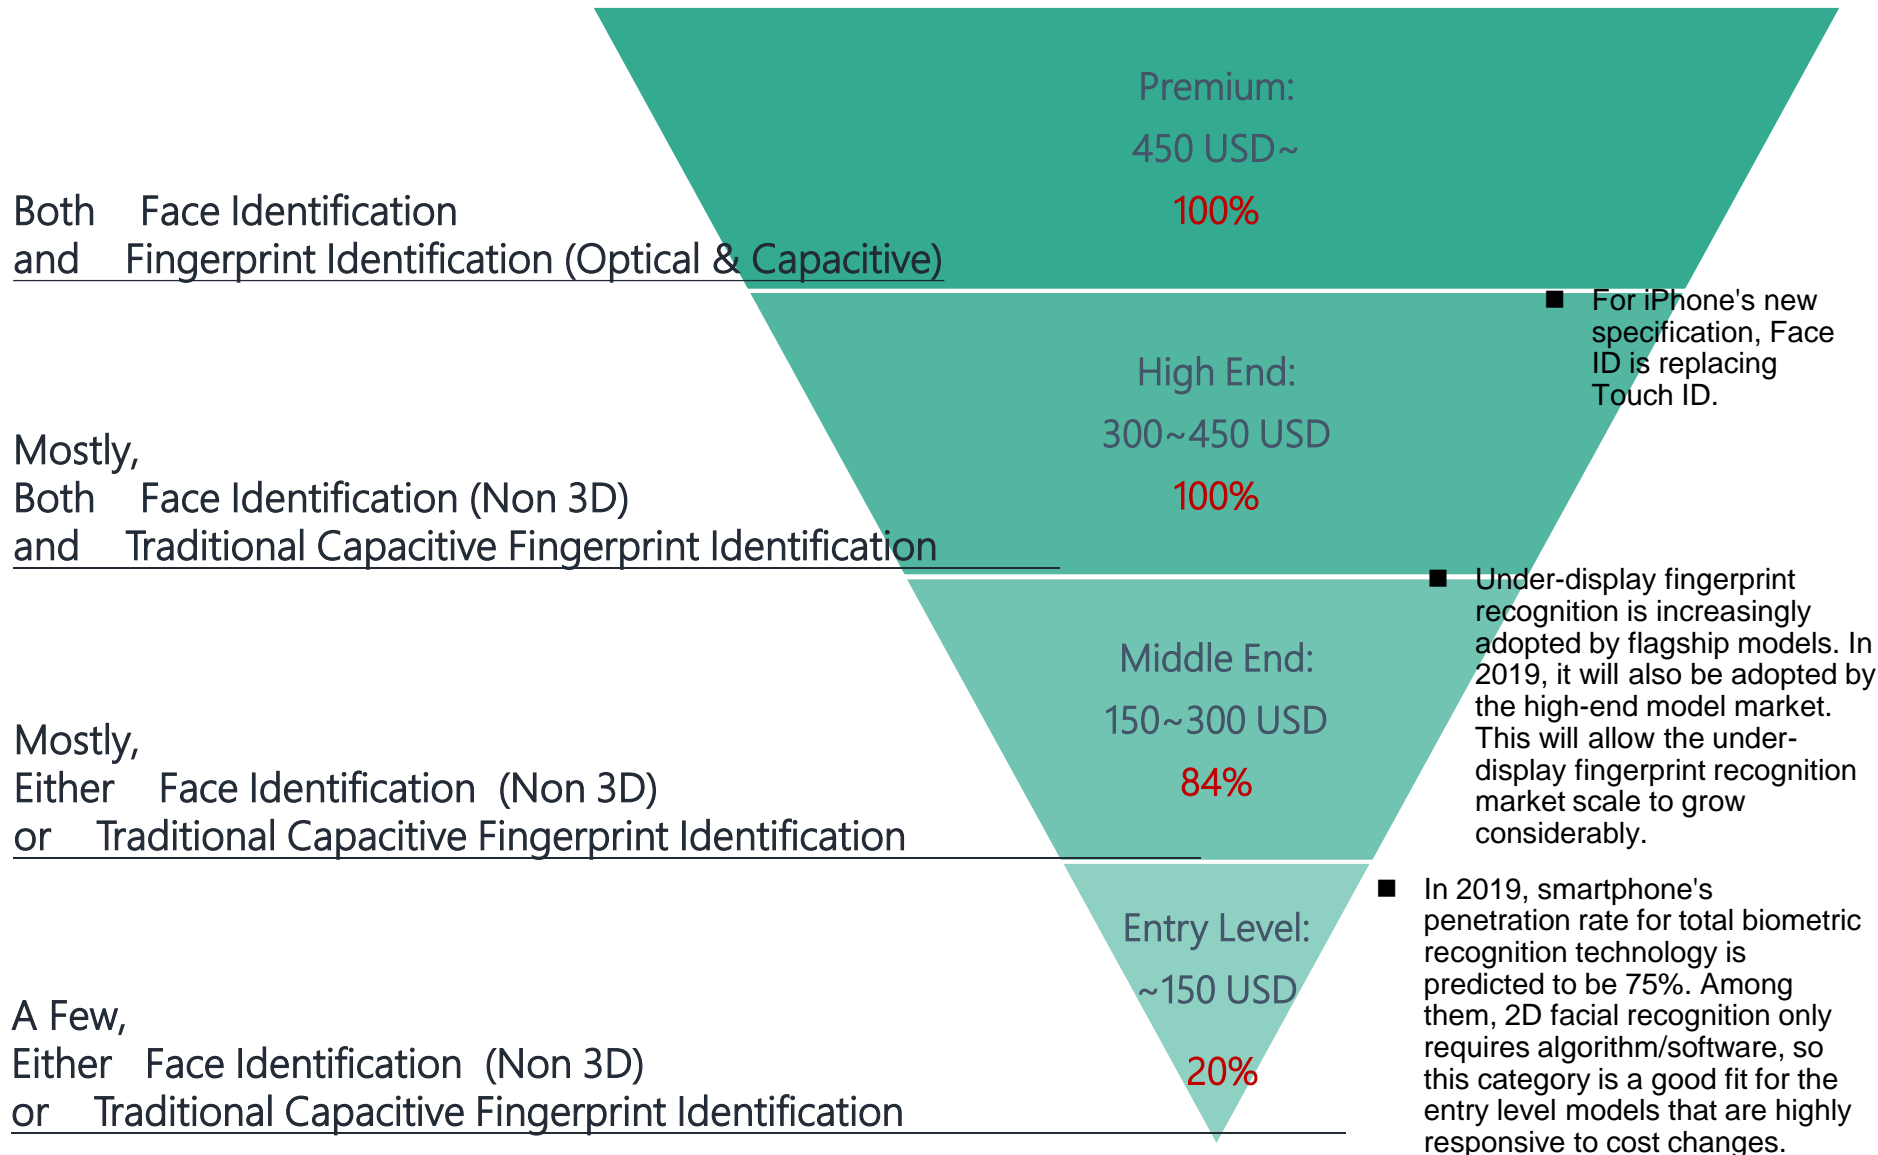 Premium:
450 USD~
100%
Both Face Identification
and Fingerprint Identification (Optical & Capacitive)
For iPhone's new
specification, Face
ID is replacing
Touch ID.
High End:
300~450 USD
100%
Mostly,
Both Face Identification (Non 3D)
and Traditional Capacitive Fingerprint Identification
Under-display fingerprint
recognition is increasingly
adopted by flagship models. In
2019, it will also be adopted by
the high-end model market.
This will allow the under-
display fingerprint recognition
market scale to grow
considerably.
Middle End:
150~300 USD
84%
Mostly,
Either Face Identification (Non 3D)
or Traditional Capacitive Fingerprint Identification
In 2019, smartphone's
penetration rate for total biometric
recognition technology is
predicted to be 75%. Among
them, 2D facial recognition only
requires algorithm/software, so
this category is a good fit for the
entry level models that are highly
responsive to cost changes.
Entry Level:
~150 USD
20%
A Few,
Either Face Identification (Non 3D)
or Traditional Capacitive Fingerprint Identification